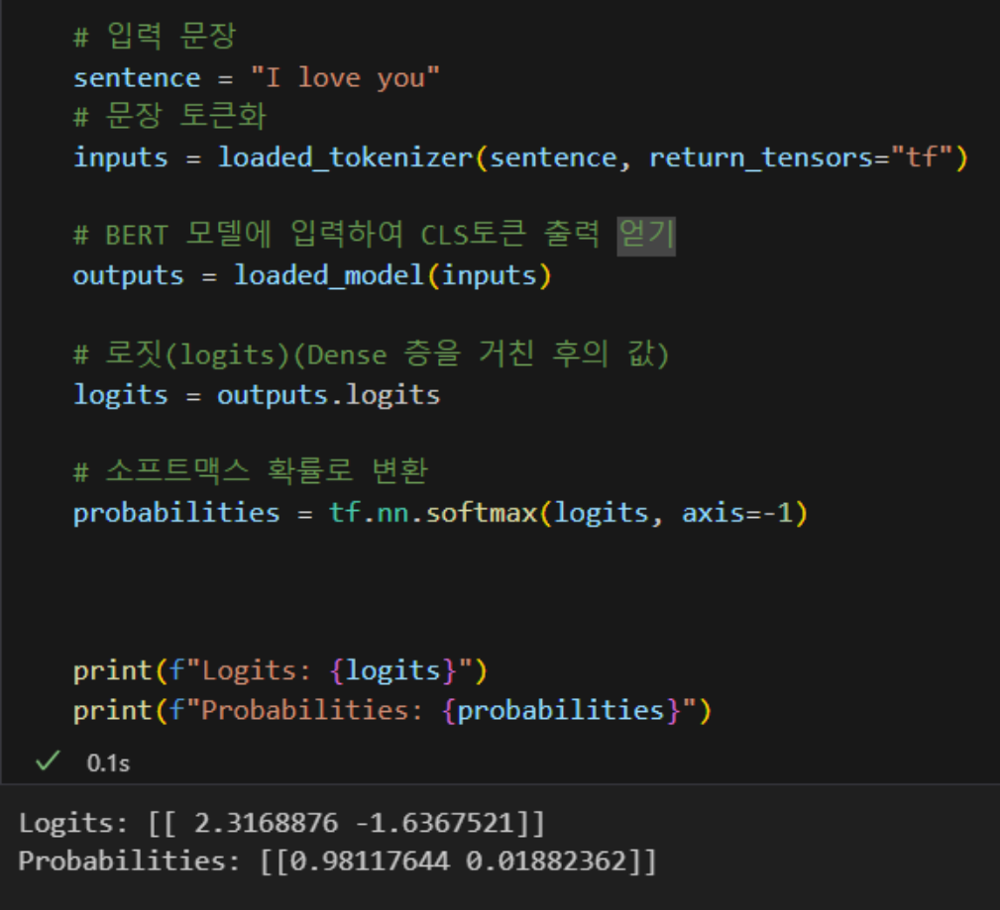 # 입력 문장
sentence = "I love you"
# 문장 토큰화
inputs = loaded_tokenizer(sentence, return_tensors="tf")
# BERT 모델에 입력하여 CLS토큰 출력 얻기
outputs = loaded_model(inputs)
# 로짓(logits)(Dense 층을 거친 후의 값)
logits = outputs.logits
# 소프트맥스 확률로 변환
probabilities = tf.nn.softmax(logits, axis=-1)
print(f"Logits: {logits}")
print(f"Probabilities: {probabilities}")
✓ 0.1s
Logits: [[ 2.3168876 -1.6367521]]
Probabilities: [[0.98117644 0.01882362]]